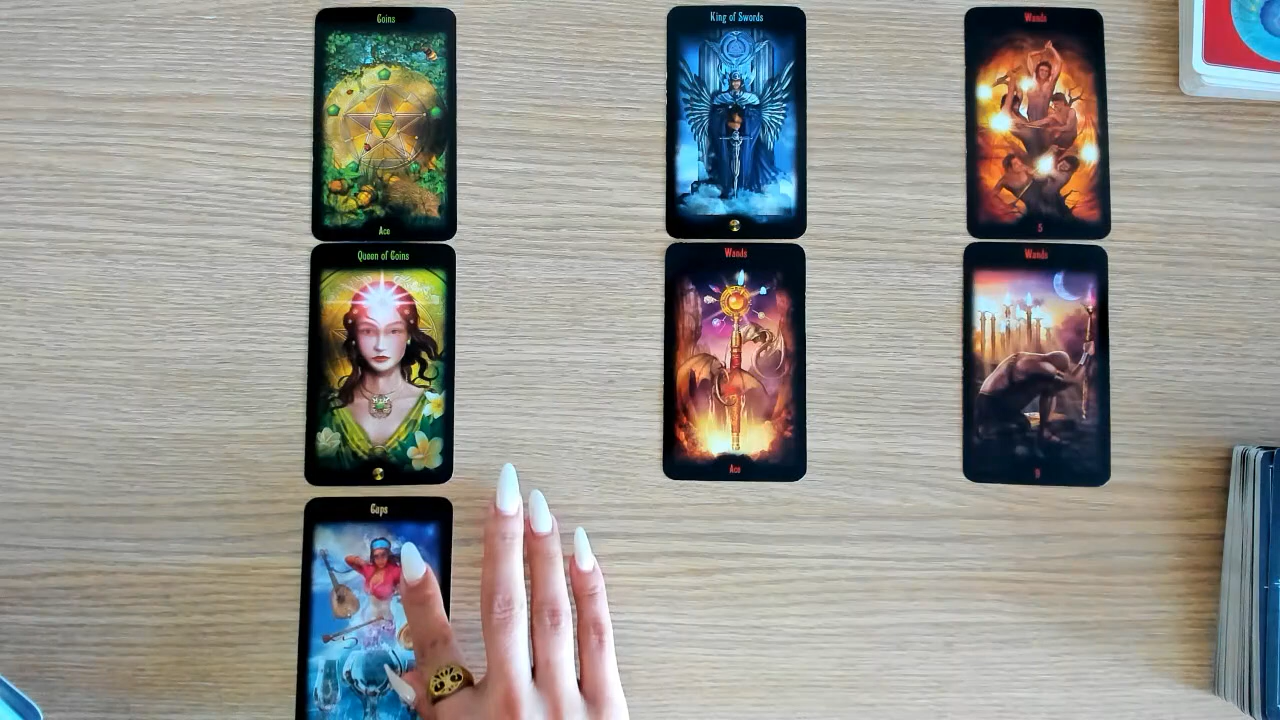 Coins
Ace
Queen of Coins
Cups
King of Swords
Wands
Ace
Wands
5
Wands
9